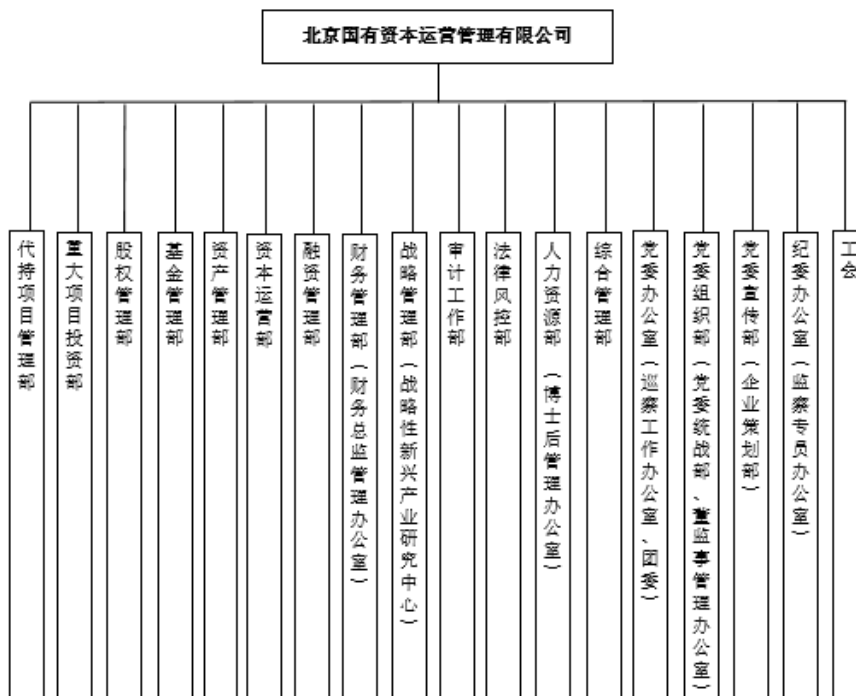 北京国有资本运营管理有限公司
代持项目管理部
重大项目投资部
股权管理部
基金管理部
资产管理部
资本运营部
融资管理部
财务管理部（财务总监管理办公室）
战略管理部（战略性新兴产业研究中心）
审计工作部
法律风控部
人力资源部（博士后管理办公室）
综合管理部
党委办公室（巡察工作办公室、团委）
党委组织部（党委统战部、董监事管理办公室）
党委宣传部（企业策划部）
纪委办公室（监察专员办公室）
工会